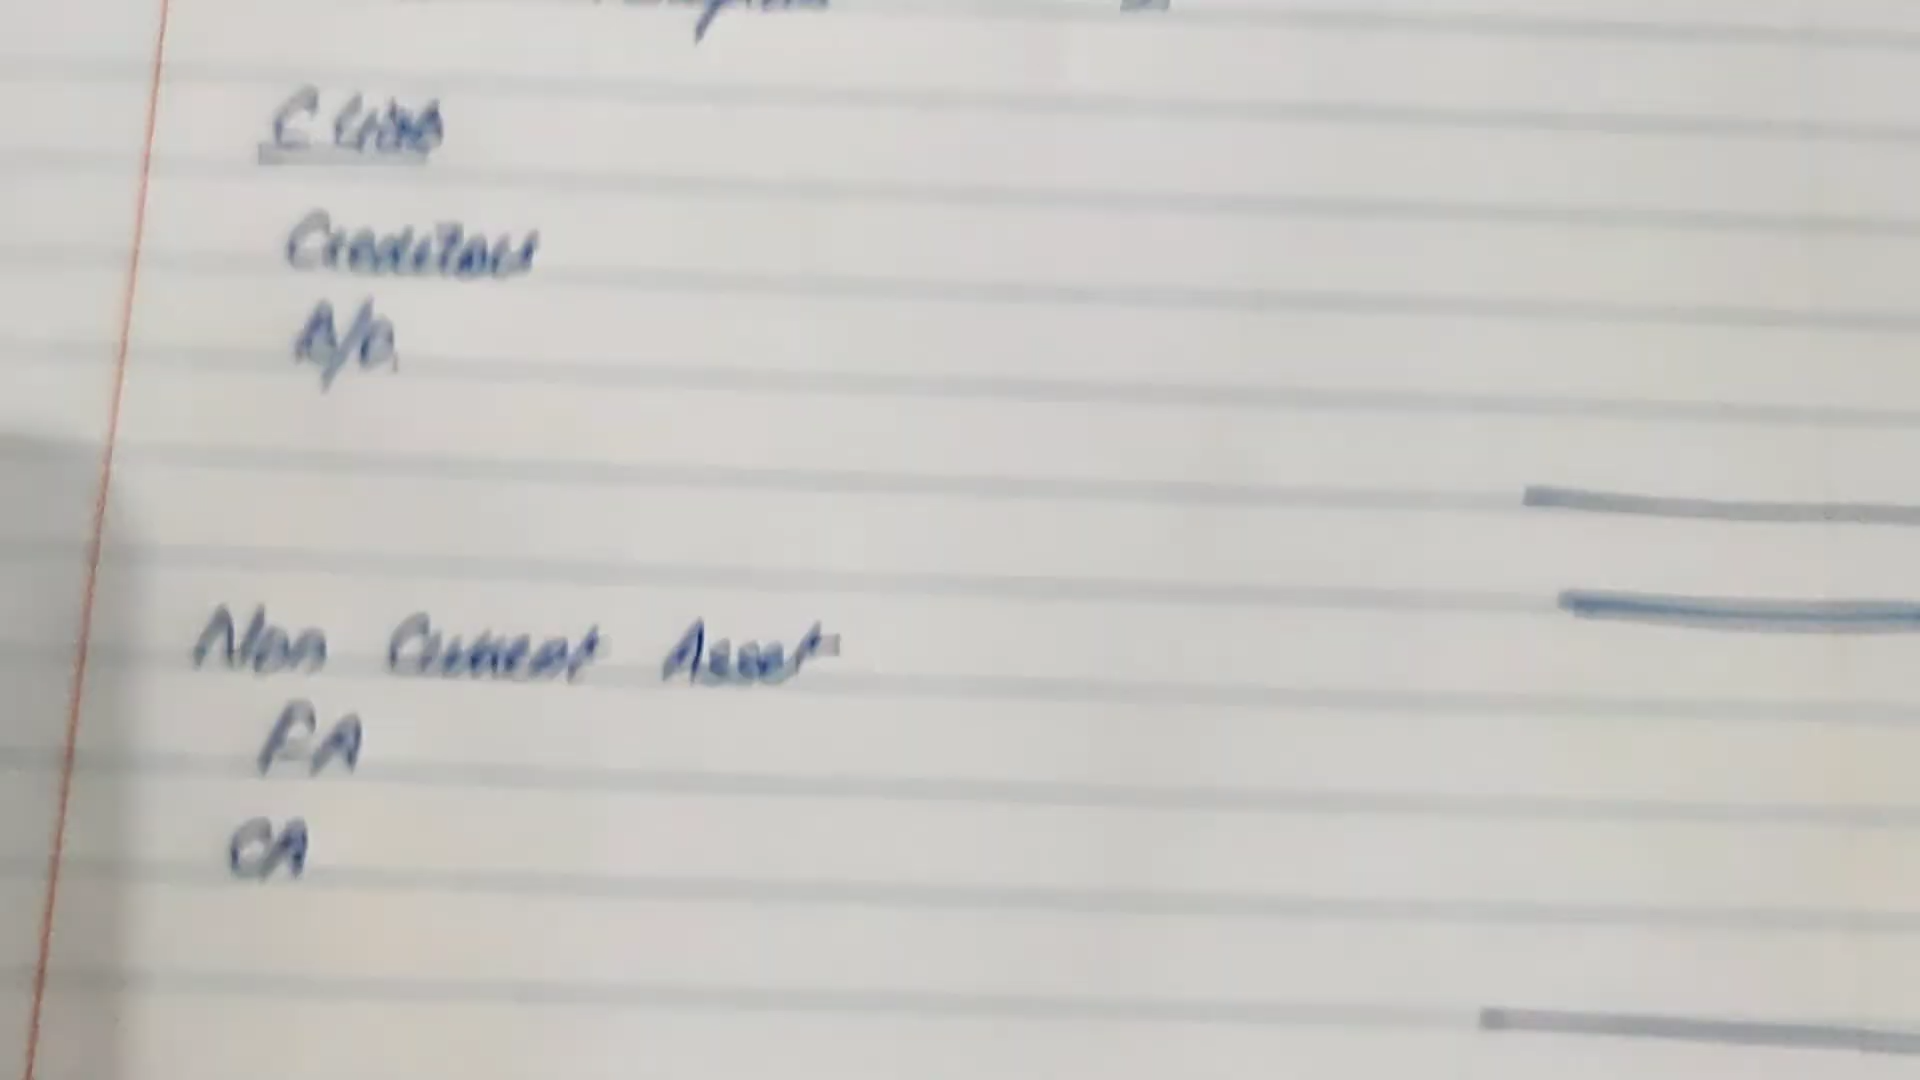 C Liab
Creditors
Non Current Asset
FA
CA